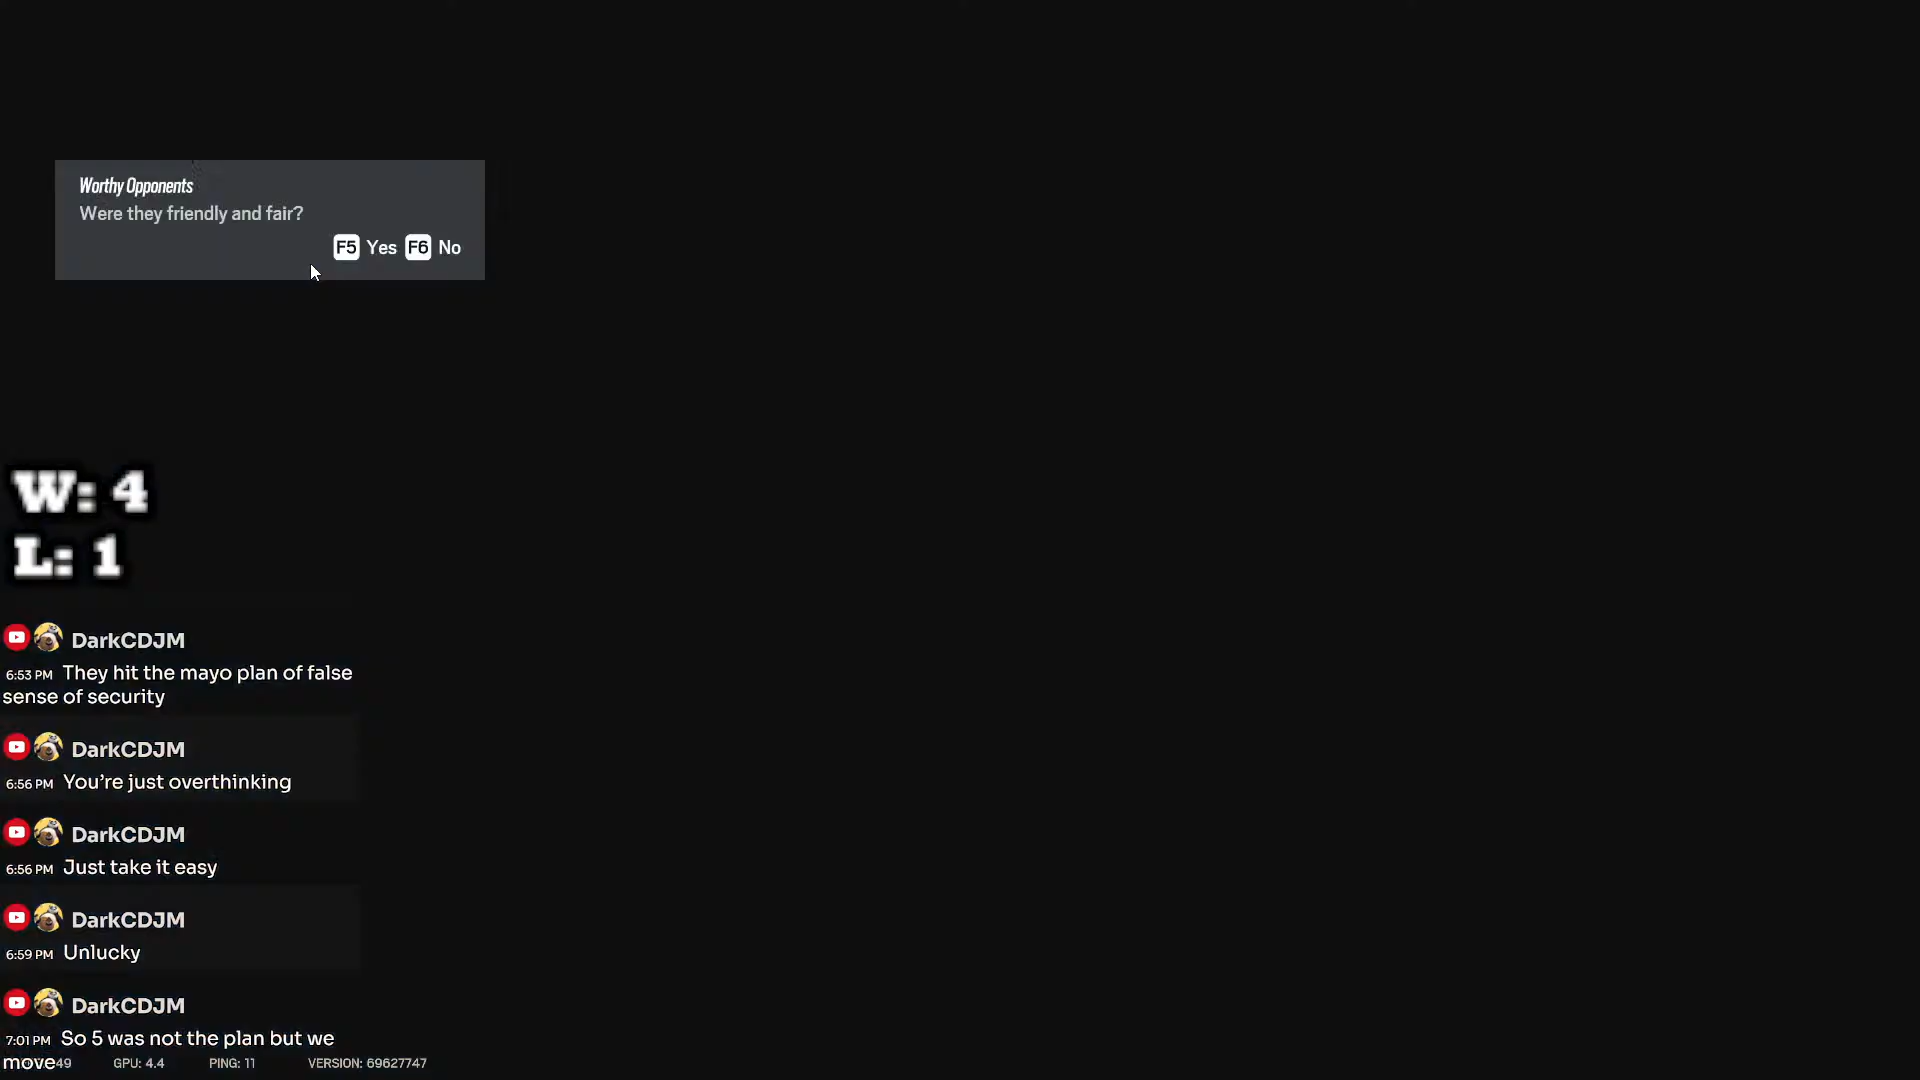 Worthy Opponents
Were they friendly and fair?
F5 Yes F6 No
W: 4
L: 1
DarkCDJM
6:53 PM They hit the mayo plan of false
sense of security
DarkCDJM
6:56 PM You’re just overthinking
DarkCDJM
6:56 PM Just take it easy
DarkCDJM
6:59 PM Unlucky
DarkCDJM
7:01 PM So 5 was not the plan but we
move
49 GPU: 4.4 PING: 11 VERSION: 69627747